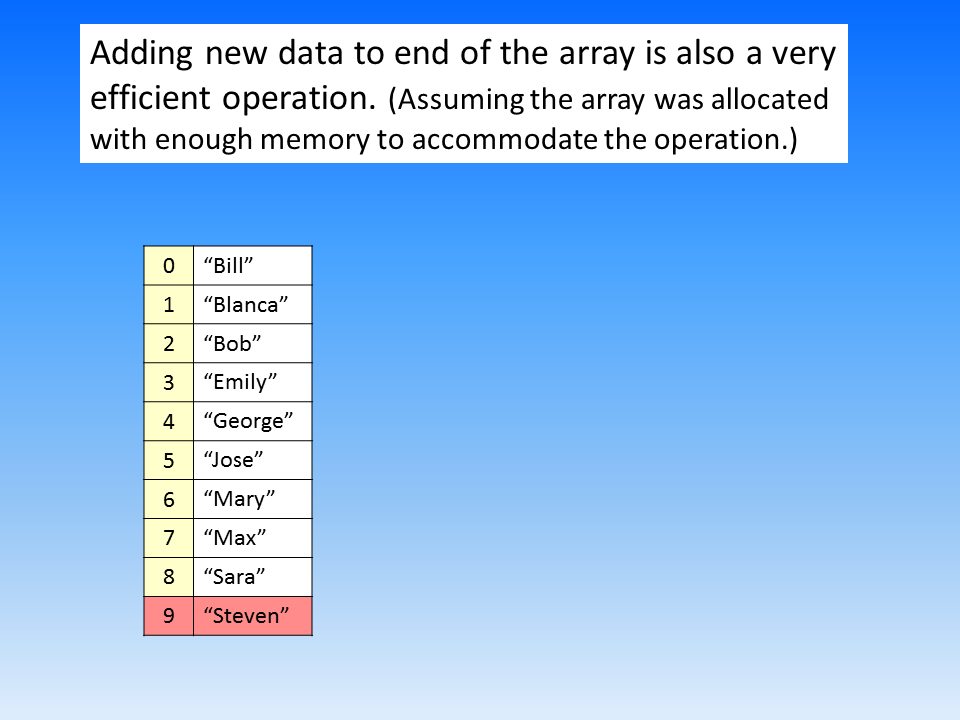 Adding new data to end of the array is also a very
efficient operation. (Assuming the array was allocated
with enough memory to accommodate the operation.)
0 “Bill”
1 “Blanca”
2 “Bob”
3 “Emily”
4 “George”
5 “Jose”
6 “Mary”
7 “Max”
8 “Sara”
9 “Steven”